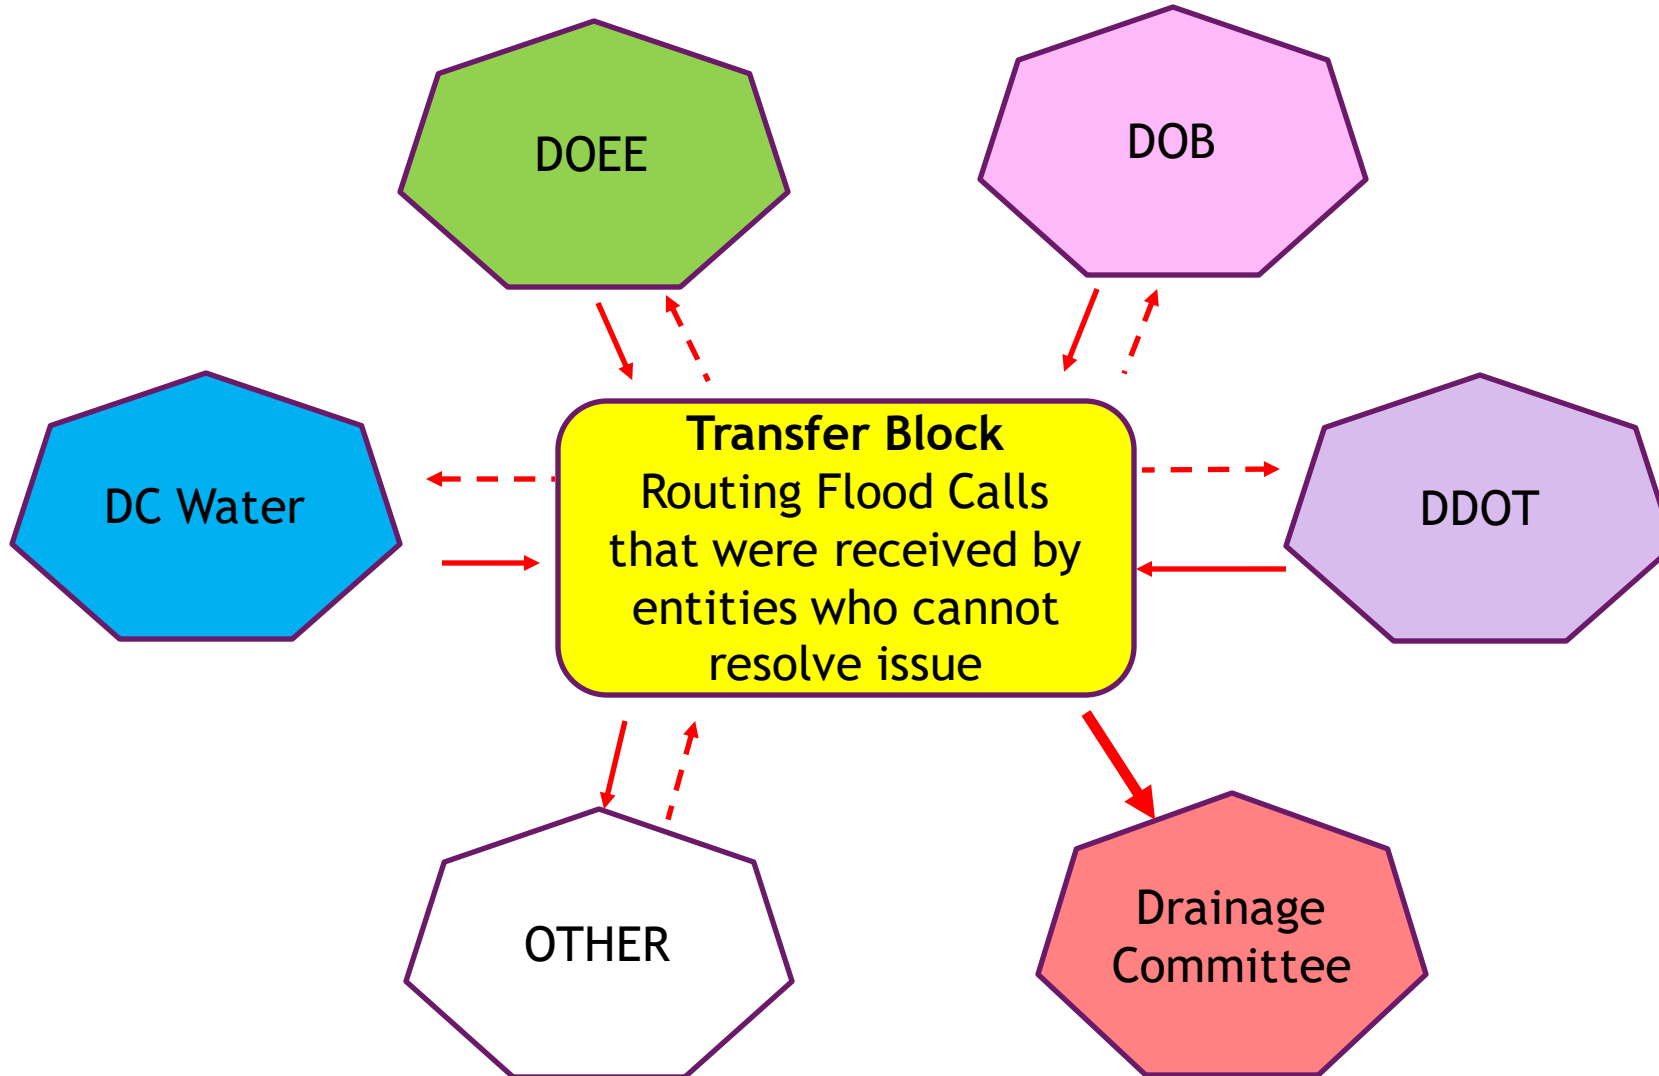 DOEE
DOB
DC Water
Transfer Block
Routing Flood Calls
that were received by
entities who cannot
resolve issue
DDOT
OTHER
Drainage
Committee